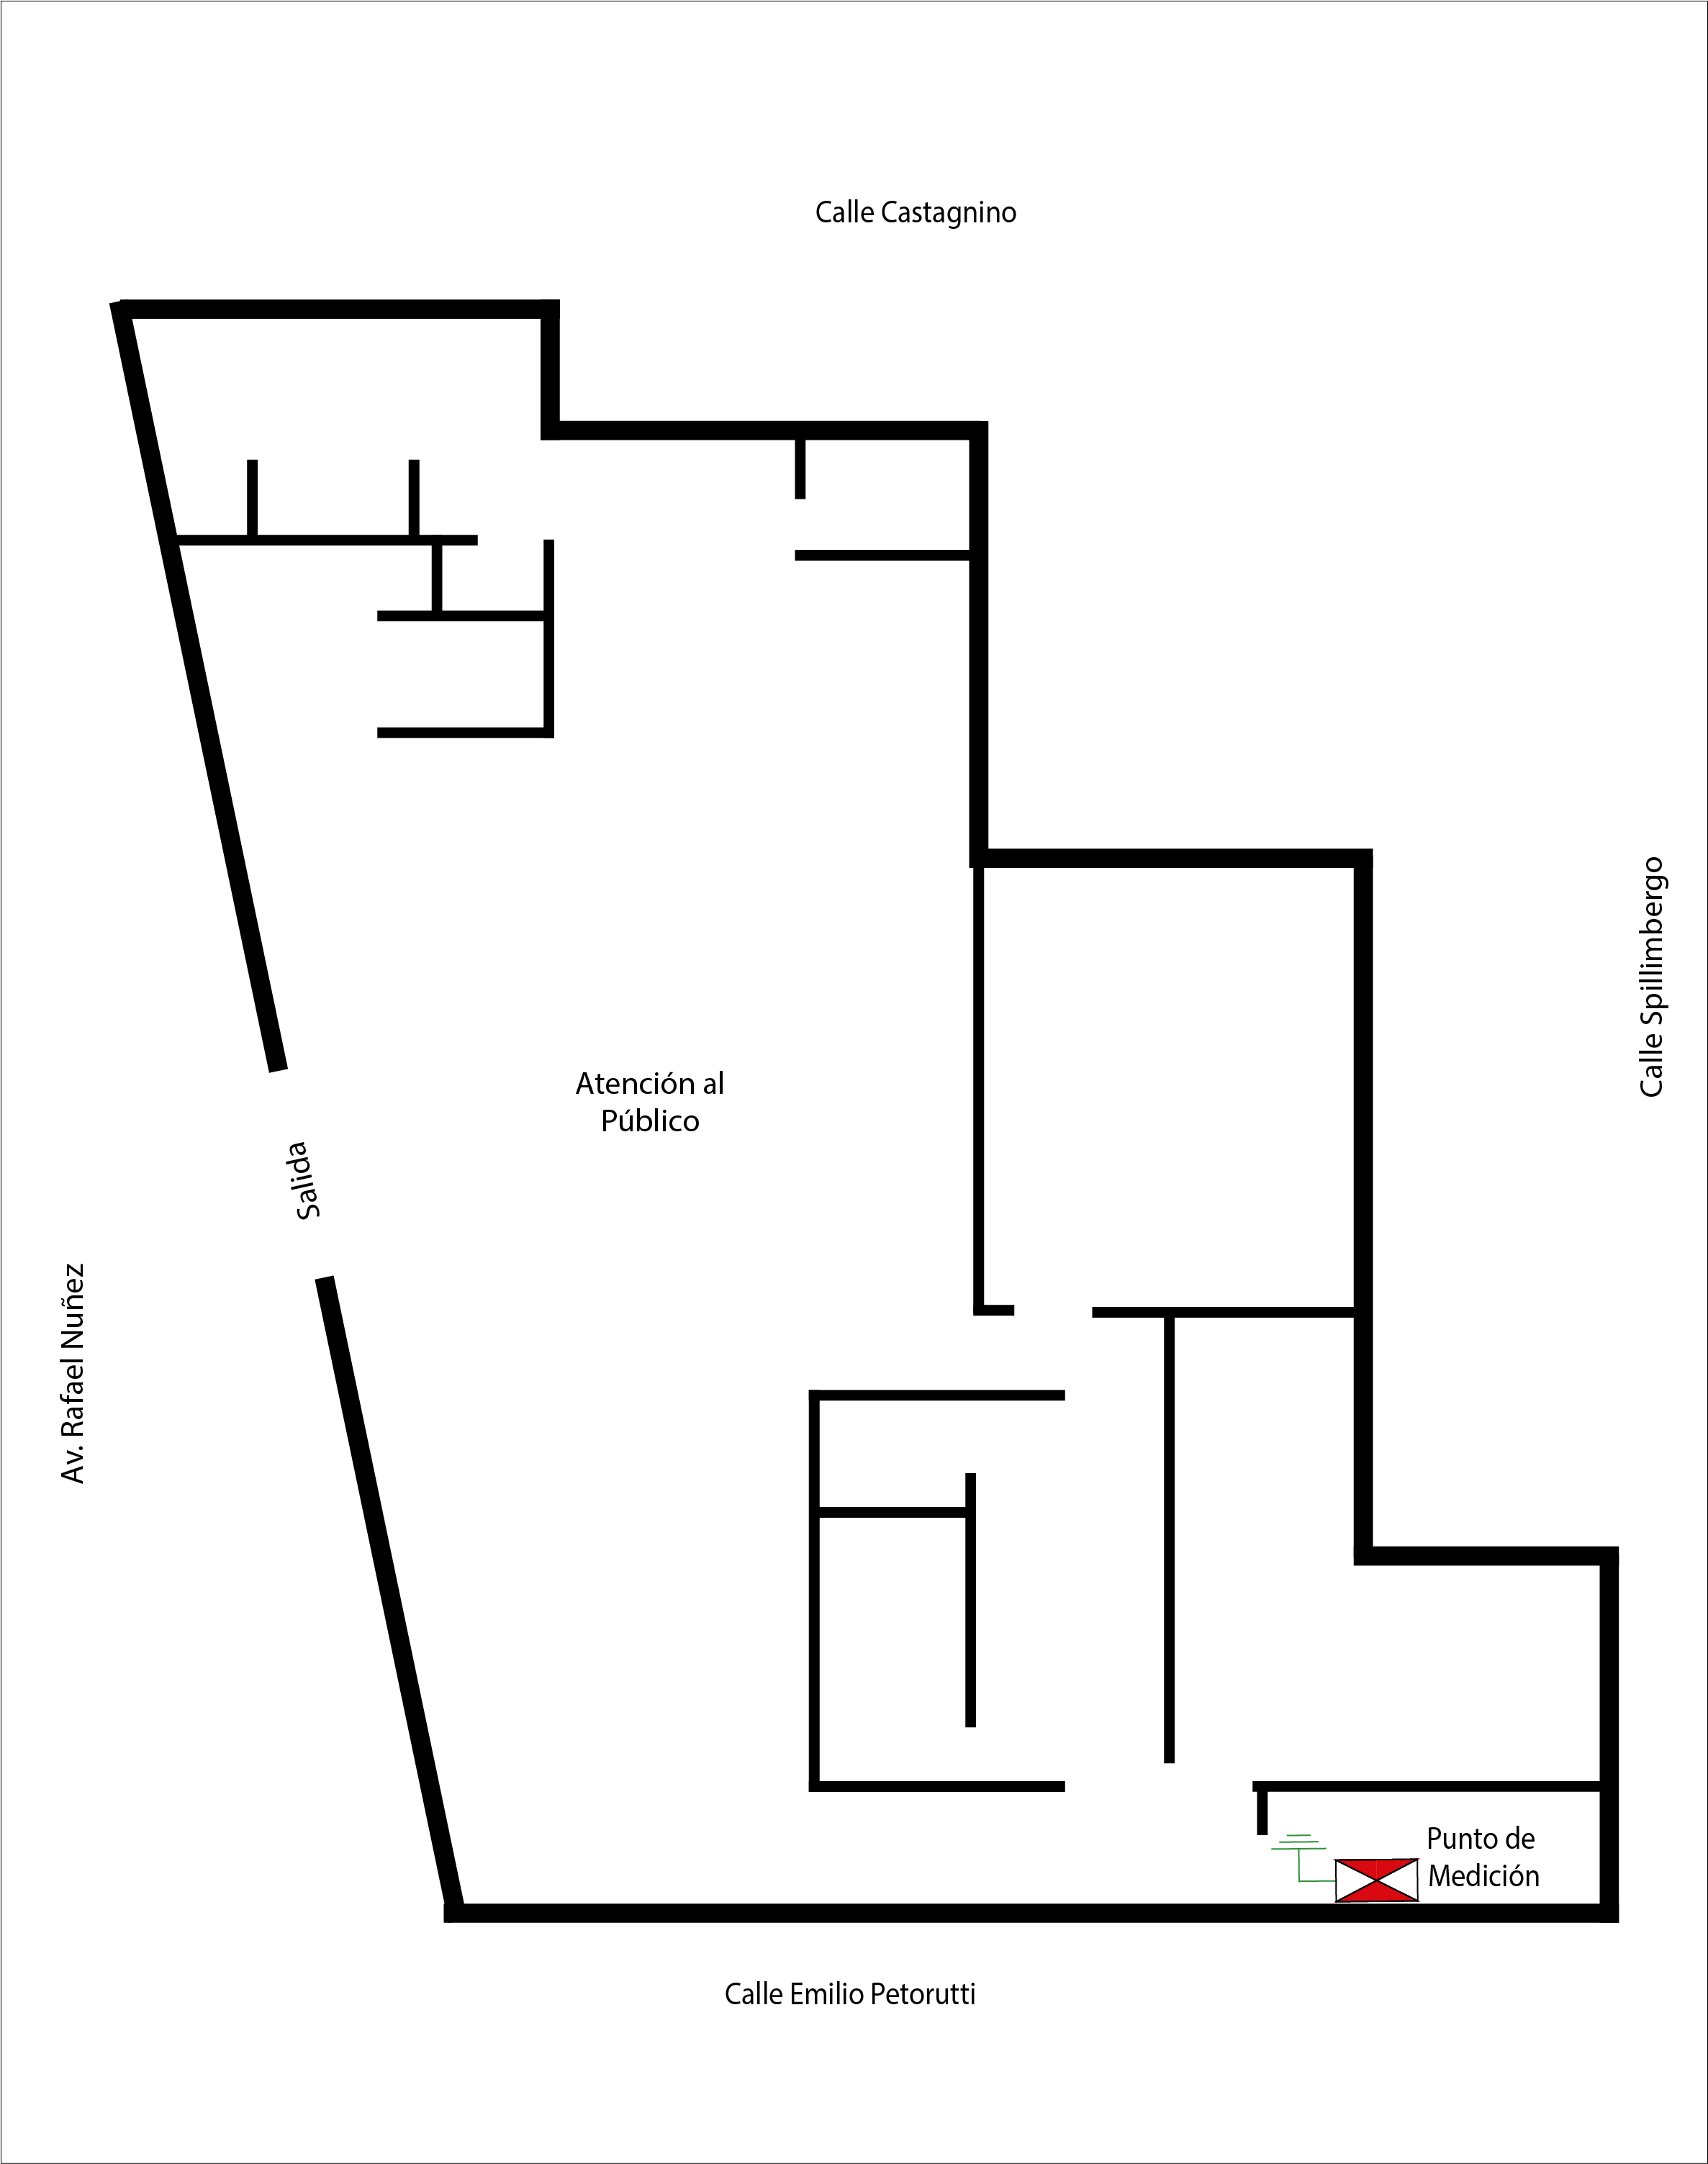 Calle Castagnino
Calle Spillimbergo
Atención al
Público
Salida
Av. Rafael Nuñez
Punto de
Medición
Calle Emilio Petorutti